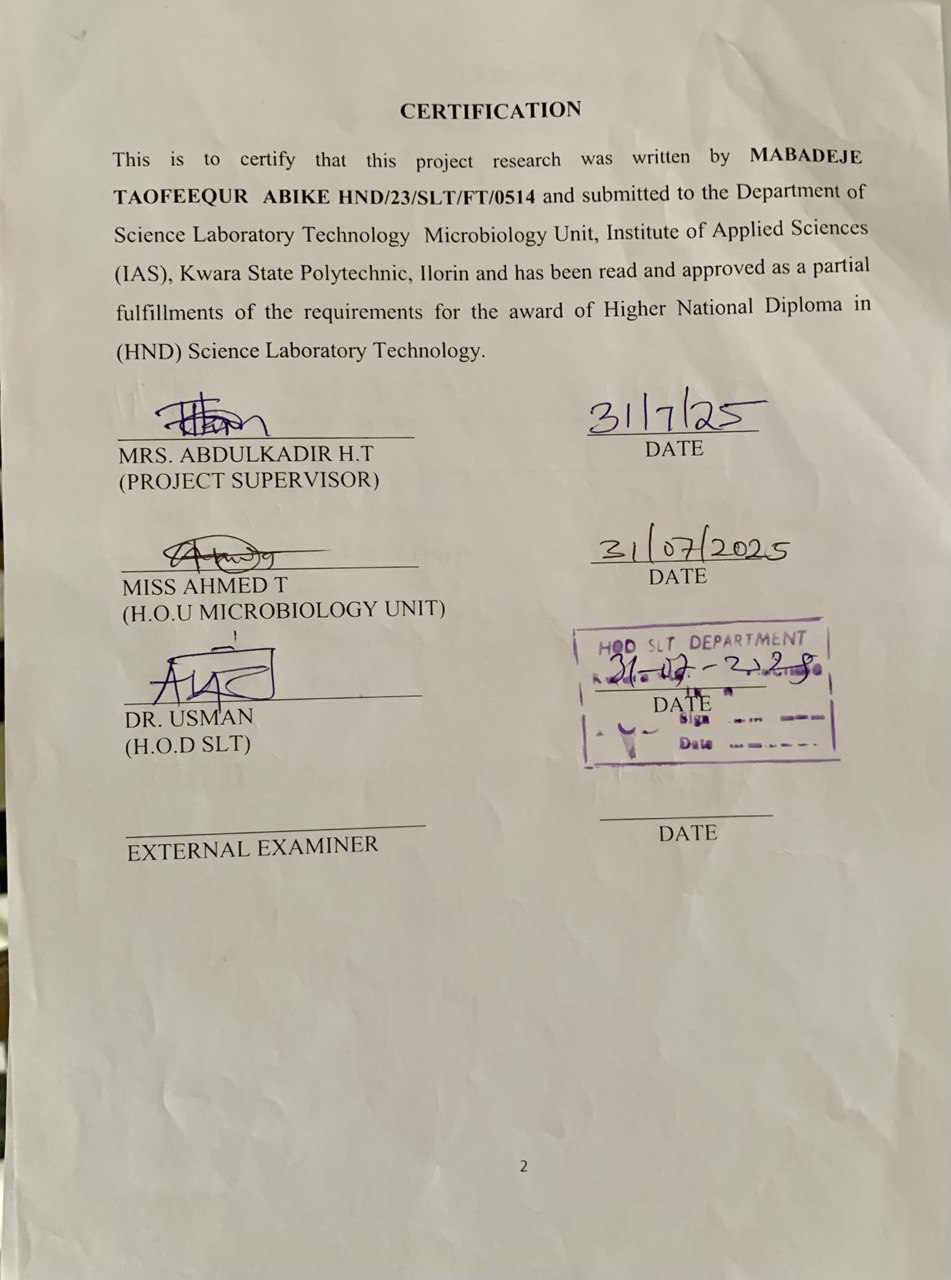 CERTIFICATION
This is to certify that this project research was written by MABADEJE
TAOFEEQUR ABIKE HND/23/SLT/FT/0514 and submitted to the Department of
Science Laboratory Technology Microbiology Unit, Institute of Applied Sciences
(IAS), Kwara State Polytechnic, Ilorin and has been read and approved as a partial
fulfillments of the requirements for the award of Higher National Diploma in
(HND) Science Laboratory Technology.
31/7/25
MRS. ABDULKADIR H.T DATE
(PROJECT SUPERVISOR)
31/07/2025
MISS AHMED T DATE
(H.O.U MICROBIOLOGY UNIT)
HOD SLT DEPARTMENT
DR. USMAN DATE
Sign
(H.O.D SLT) Date
EXTERNAL EXAMINER DATE
2